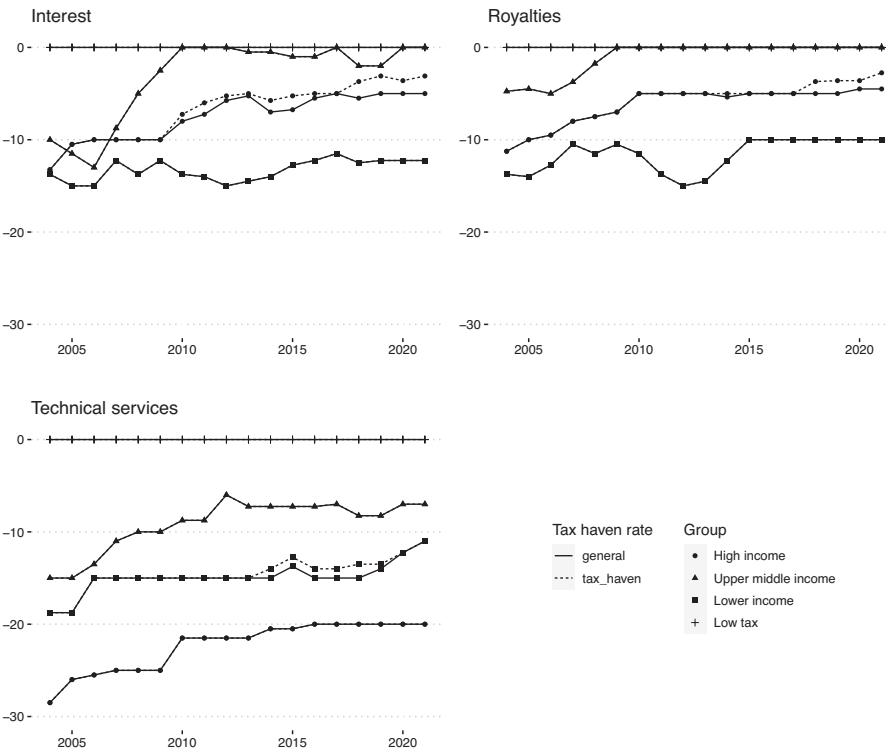 Interest
0
−10
−20
−30
2005 2010 2015 2020
Royalties
0
−10
−20
−30
2005 2010 2015 2020
Technical services
0
−10
−20
−30
2005 2010 2015 2020
Tax haven rate
general
tax_haven
Group
High income
Upper middle income
Lower income
Low tax